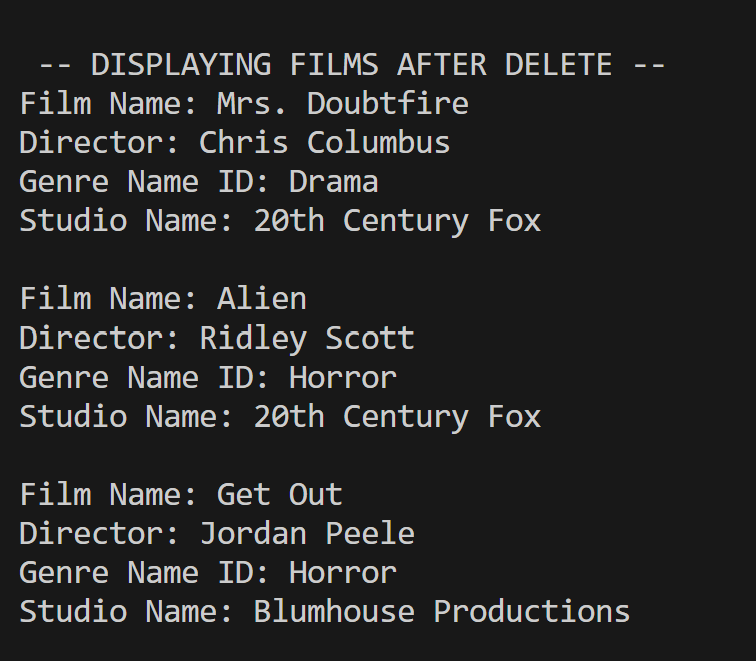 -- DISPLAYING FILMS AFTER DELETE --
Film Name: Mrs. Doubtfire
Director: Chris Columbus
Genre Name ID: Drama
Studio Name: 20th Century Fox
Film Name: Alien
Director: Ridley Scott
Genre Name ID: Horror
Studio Name: 20th Century Fox
Film Name: Get Out
Director: Jordan Peele
Genre Name ID: Horror
Studio Name: Blumhouse Productions